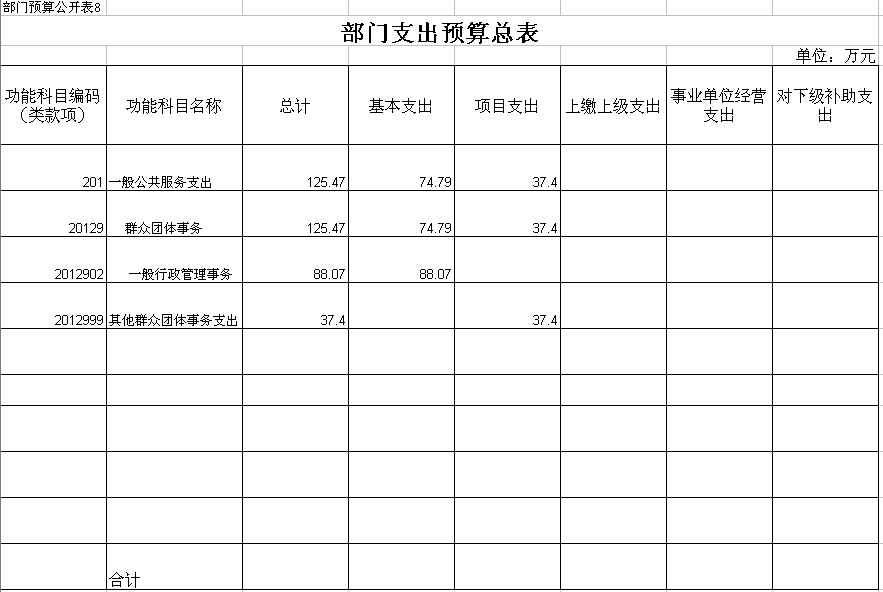 部门预算公开表8
部门支出预算总表
单位：万元
功能科目编码（类款项） 功能科目名称 总计 基本支出 项目支出 上缴上级支出 事业单位经营支出 对下级补助支出
201 一般公共服务支出 125.47 74.79 37.4
20129 群众团体事务 125.47 74.79 37.4
2012902 一般行政管理事务 88.07 88.07
2012999 其他群众团体事务支出 37.4 37.4
合计